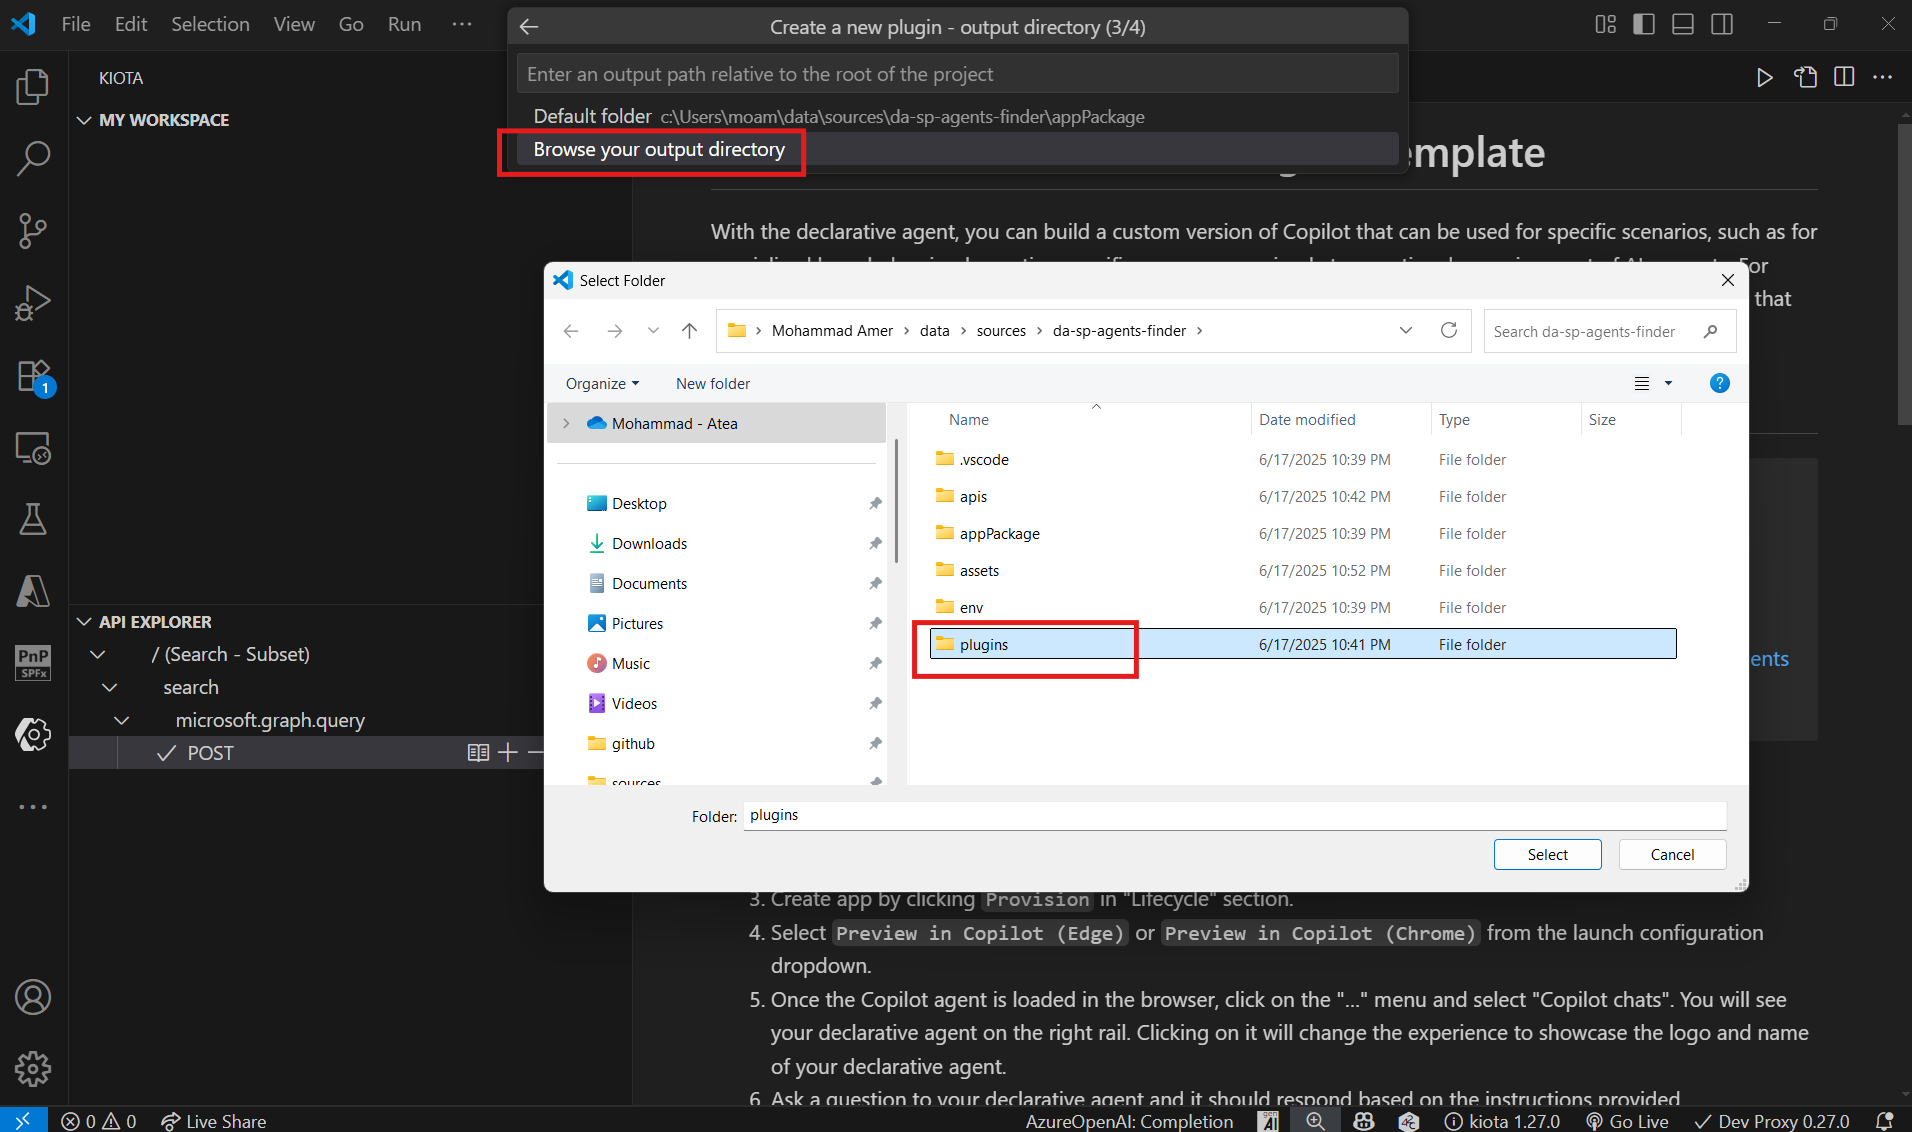 File Edit Selection View Go Run ···
Create a new plugin - output directory (3/4)
Enter an output path relative to the root of the project
Default folder c:\Users\moam\data\sources\da-sp-agents-finder\appPackage
Browse your output directory
KIOTA
MY WORKSPACE
emplate
With the declarative agent, you can build a custom version of Copilot that can be used for specific scenarios, such as for
For
that
Select Folder
Mohammad Amer > data > sources > da-sp-agents-finder >
Search da-sp-agents-finder
Organize
New folder
Mohammad - Atea
Desktop
Downloads
Documents
Pictures
Music
Videos
github
sources
Name Date modified Type Size
.vscode 6/17/2025 10:39 PM File folder
apis 6/17/2025 10:42 PM File folder
appPackage 6/17/2025 10:39 PM File folder
assets 6/17/2025 10:52 PM File folder
env 6/17/2025 10:39 PM File folder
plugins 6/17/2025 10:41 PM File folder
ents
Folder: plugins
Select
Cancel
API EXPLORER
/ (Search - Subset)
search
microsoft.graph.query
POST
1
PnP
SPFx
3. Create app by clicking Provision in "Lifecycle" section.
4. Select Preview in Copilot (Edge) or Preview in Copilot (Chrome) from the launch configuration
dropdown.
5. Once the Copilot agent is loaded in the browser, click on the "..." menu and select "Copilot chats". You will see
your declarative agent on the right rail. Clicking on it will change the experience to showcase the logo and name
of your declarative agent.
6. Ask a question to your declarative agent and it should respond based on the instructions provided
0 0 Live Share
AzureOpenAI: Completion
kiota 1.27.0
Go Live
Dev Proxy 0.27.0